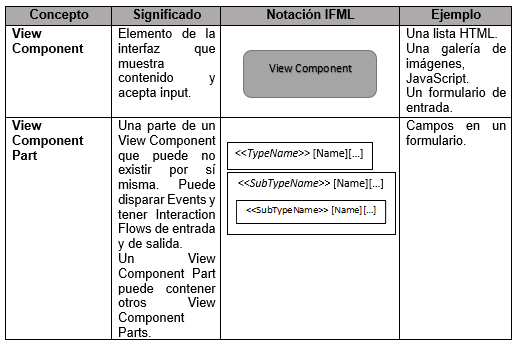 Concepto
Significado
Notación IFML
Ejemplo
View
Component
Elemento de la
interfaz que
muestra
contenido y
acepta input.
View Component
Una lista HTML.
Una galería de
imágenes,
JavaScript.
Un formulario de
entrada.
View
Component
Part
Una parte de un
View Component
que puede no
existir por sí
misma. Puede
disparar Events y
tener Interaction
Flows de entrada
y de salida.
Un View
Component Part
puede contener
otros View
Component
Parts.
<<TypeName>> [Name][...]
<<SubTypeName>> [Name][...]
<<SubTypeName>> [Name][...]
Campos en un
formulario.